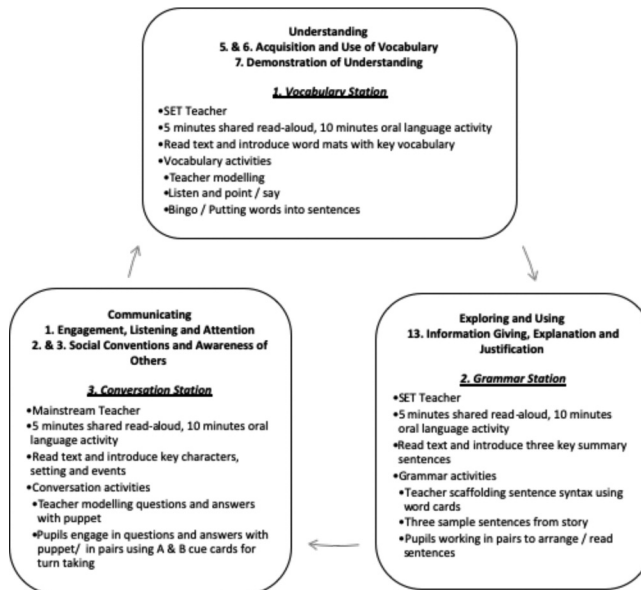 Understanding
5. & 6. Acquisition and Use of Vocabulary
7. Demonstration of Understanding
1. Vocabulary Station
•SET Teacher
•5 minutes shared read-aloud, 10 minutes oral language activity
•Read text and introduce word mats with key vocabulary
•Vocabulary activities
•Teacher modelling
•Listen and point / say
•Bingo / Putting words into sentences
Exploring and Using
13. Information Giving, Explanation and
Justification
2. Grammar Station
•SET Teacher
•5 minutes shared read-aloud, 10 minutes
oral language activity
•Read text and introduce three key summary
sentences
•Grammar activities
•Teacher scaffolding sentence syntax using
word cards
•Three sample sentences from story
•Pupils working in pairs to arrange / read
sentences
Communicating
1. Engagement, Listening and Attention
2. & 3. Social Conventions and Awareness of
Others
3. Conversation Station
•Mainstream Teacher
•5 minutes shared read-aloud, 10 minutes oral
language activity
•Read text and introduce key characters,
setting and events
•Conversation activities
•Teacher modelling questions and answers
with puppet
•Pupils engage in questions and answers with
puppet/ in pairs using A & B cue cards for
turn taking